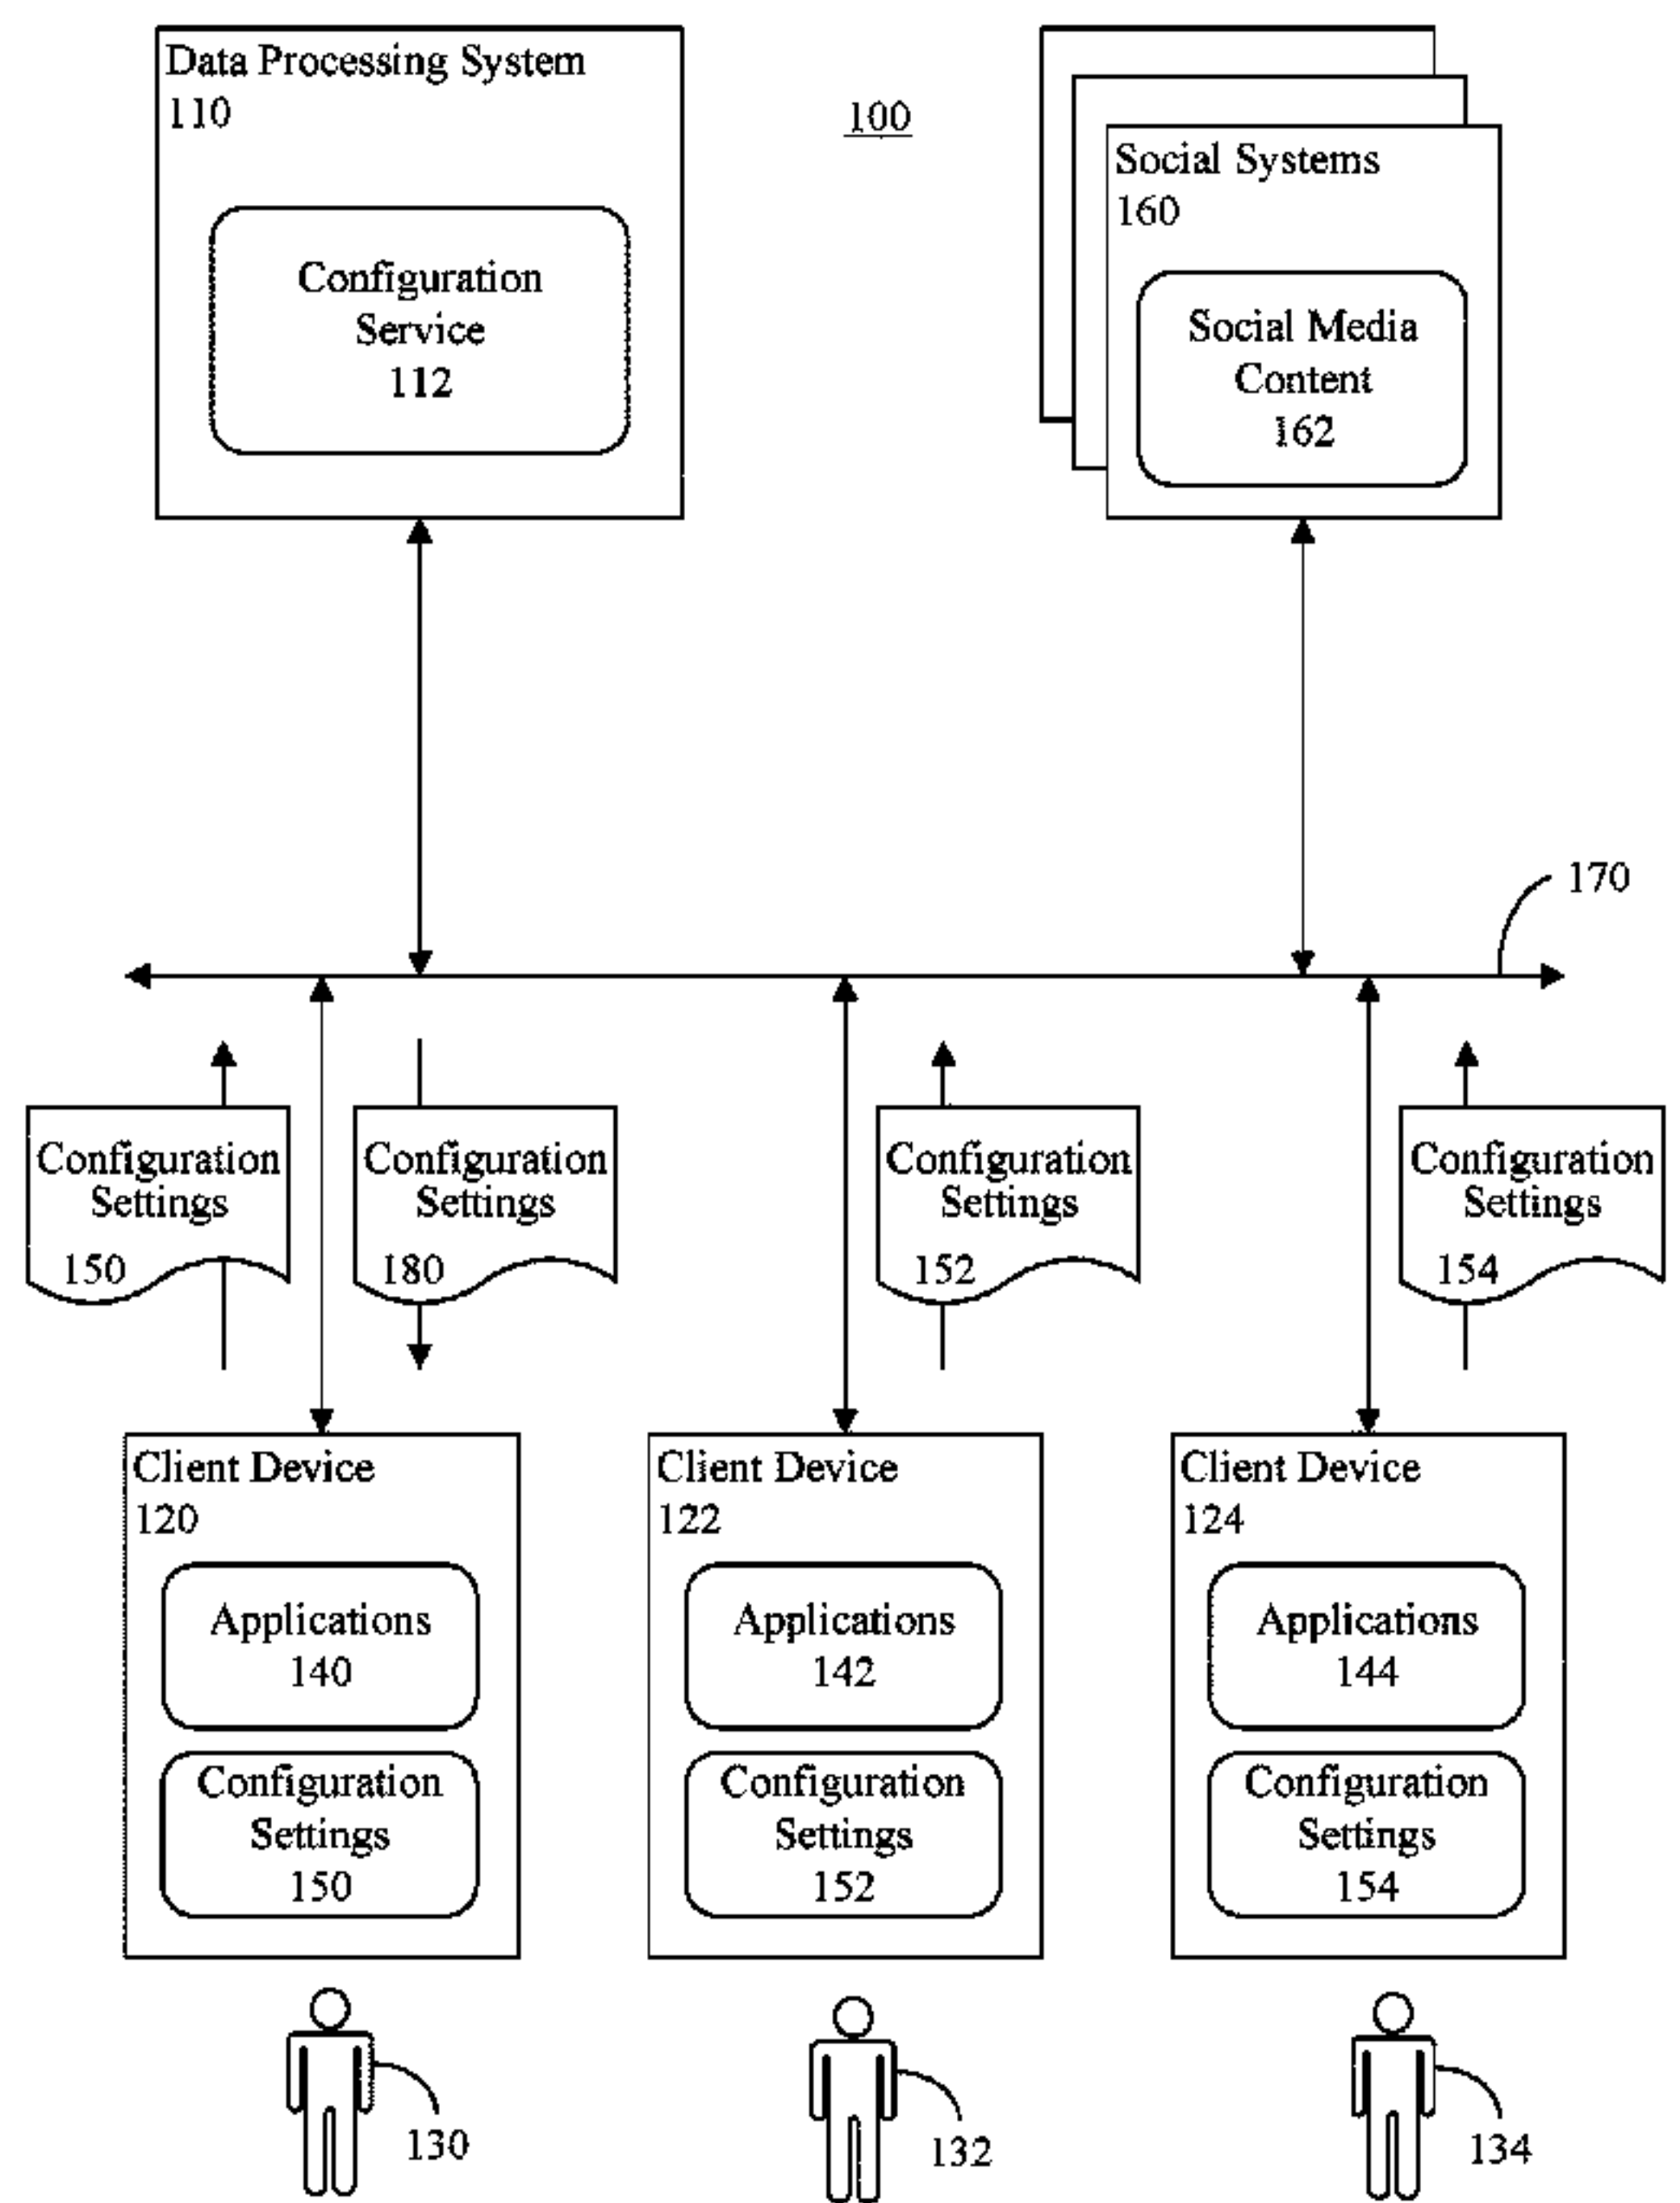 Data Processing System
110
Configuration
Service
112
100
Social Systems
160
Social Media
Content
162
170
Configuration
Settings
150
Configuration
Settings
180
Configuration
Settings
152
Configuration
Settings
154
Client Device
120
Applications
140
Configuration
Settings
150
Client Device
122
Applications
142
Configuration
Settings
152
Client Device
124
Applications
144
Configuration
Settings
154
130
132
134